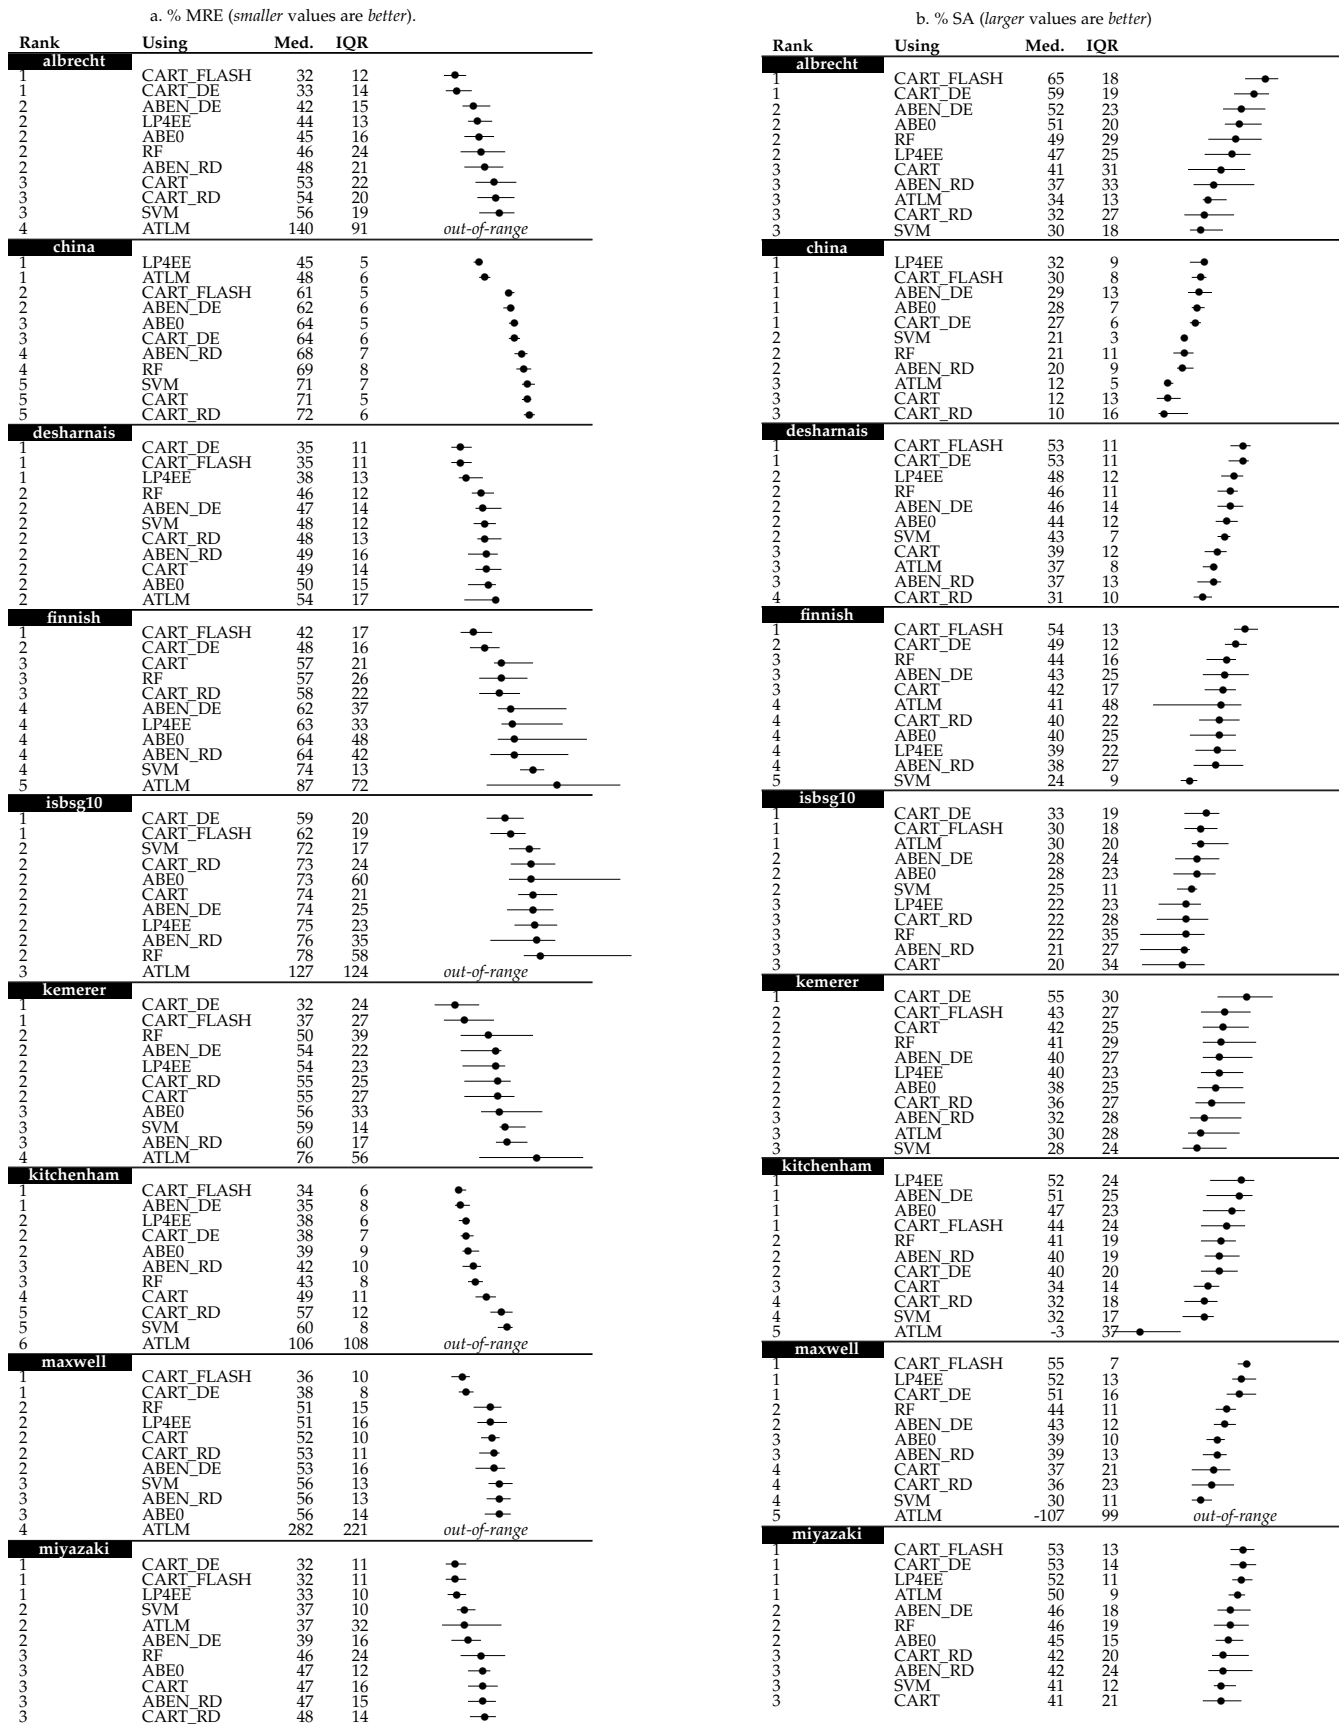 a. % MRE (smaller values are better).
Rank Using Med. IQR
albrecht
1 CART_FLASH 32 12
1 CART_DE 33 14
2 ABEN_DE 42 15
2 LP4EE 44 13
2 ABE0 45 16
2 RF 46 24
2 ABEN_RD 48 21
3 CART 53 22
3 CART_RD 54 20
3 SVM 56 19
4 ATLM 140 91 out-of-range
china
1 LP4EE 45 5
1 ATLM 48 6
2 CART_FLASH 61 5
2 ABEN_DE 62 6
3 ABE0 64 5
3 CART_DE 64 6
4 ABEN_RD 68 7
4 RF 69 8
5 SVM 71 7
5 CART 71 5
5 CART_RD 72 6
desharnais
1 CART_DE 35 11
1 CART_FLASH 35 11
1 LP4EE 38 13
2 RF 46 12
2 ABEN_DE 47 14
2 SVM 48 12
2 CART_RD 48 13
2 ABEN_RD 49 16
2 CART 49 14
2 ABE0 50 15
2 ATLM 54 17
finnish
1 CART_FLASH 42 17
2 CART_DE 48 16
3 CART 57 21
3 RF 57 26
3 CART_RD 58 22
4 ABEN_DE 62 37
4 LP4EE 63 33
4 ABE0 64 48
4 ABEN_RD 64 42
4 SVM 74 13
5 ATLM 87 72
isbsg10
1 CART_DE 59 20
1 CART_FLASH 62 19
2 SVM 72 17
2 CART_RD 73 24
2 ABE0 73 60
2 CART 74 21
2 ABEN_DE 74 25
2 LP4EE 75 23
2 ABEN_RD 76 35
2 RF 78 58
3 ATLM 127 124 out-of-range
kemerer
1 CART_DE 32 24
1 CART_FLASH 37 27
2 RF 50 39
2 ABEN_DE 54 22
2 LP4EE 54 23
2 CART_RD 55 25
2 CART 55 27
3 ABE0 56 33
3 SVM 59 14
3 ABEN_RD 60 17
4 ATLM 76 56
kitchenham
1 CART_FLASH 34 6
1 ABEN_DE 35 8
2 LP4EE 38 6
2 CART_DE 38 7
2 ABE0 39 9
3 ABEN_RD 42 10
3 RF 43 8
4 CART 49 11
5 CART_RD 57 12
5 SVM 60 8
6 ATLM 106 108 out-of-range
maxwell
1 CART_FLASH 36 10
1 CART_DE 38 8
2 RF 51 15
2 LP4EE 51 16
2 CART 52 10
2 CART_RD 53 11
2 ABEN_DE 53 16
3 SVM 56 13
3 ABEN_RD 56 13
3 ABE0 56 14
4 ATLM 282 221 out-of-range
miyazaki
1 CART_DE 32 11
1 CART_FLASH 32 11
1 LP4EE 33 10
2 SVM 37 10
2 ATLM 37 32
2 ABEN_DE 39 16
3 RF 46 24
3 ABE0 47 12
3 CART 47 16
3 ABEN_RD 47 15
3 CART_RD 48 14
b. % SA (larger values are better)
Rank Using Med. IQR
albrecht
1 CART_FLASH 65 18
1 CART_DE 59 19
2 ABEN_DE 52 23
2 ABE0 51 20
2 RF 49 29
2 LP4EE 47 25
3 CART 41 31
3 ABEN_RD 37 33
3 ATLM 34 13
3 CART_RD 32 27
3 SVM 30 18
china
1 LP4EE 32 9
1 CART_FLASH 30 8
1 ABEN_DE 29 13
1 ABE0 28 7
1 CART_DE 27 6
2 SVM 21 3
2 RF 21 11
2 ABEN_RD 20 9
3 ATLM 12 5
3 CART 12 13
3 CART_RD 10 16
desharnais
1 CART_FLASH 53 11
1 CART_DE 53 11
2 LP4EE 48 12
2 RF 46 11
2 ABEN_DE 46 14
2 ABE0 44 12
2 SVM 43 7
3 CART 39 12
3 ATLM 37 8
3 ABEN_RD 37 13
4 CART_RD 31 10
finnish
1 CART_FLASH 54 13
2 CART_DE 49 12
3 RF 44 16
3 ABEN_DE 43 25
3 CART 42 17
4 ATLM 41 48
4 CART_RD 40 22
4 ABE0 40 25
4 LP4EE 39 22
4 ABEN_RD 38 27
5 SVM 24 9
isbsg10
1 CART_DE 33 19
1 CART_FLASH 30 18
1 ATLM 30 20
2 ABEN_DE 28 24
2 ABE0 28 23
2 SVM 25 11
3 LP4EE 22 23
3 CART_RD 22 28
3 RF 22 35
3 ABEN_RD 21 27
3 CART 20 34
kemerer
1 CART_DE 55 30
2 CART_FLASH 43 27
2 CART 42 25
2 RF 41 29
2 ABEN_DE 40 27
2 LP4EE 40 23
2 ABE0 38 25
2 CART_RD 36 27
3 ABEN_RD 32 28
3 ATLM 30 28
3 SVM 28 24
kitchenham
1 LP4EE 52 24
1 ABEN_DE 51 25
1 ABE0 47 23
1 CART_FLASH 44 24
2 RF 41 19
2 ABEN_RD 40 19
2 CART_DE 40 20
3 CART 34 14
4 CART_RD 32 18
4 SVM 32 17
5 ATLM -3 37
maxwell
1 CART_FLASH 55 7
1 LP4EE 52 13
1 CART_DE 51 16
2 RF 44 11
2 ABEN_DE 43 12
3 ABE0 39 10
3 ABEN_RD 39 13
4 CART 37 21
4 CART_RD 36 23
4 SVM 30 11
5 ATLM -107 99 out-of-range
miyazaki
1 CART_FLASH 53 13
1 CART_DE 53 14
1 LP4EE 52 11
1 ATLM 50 9
2 ABEN_DE 46 18
2 RF 46 19
2 ABE0 45 15
3 CART_RD 42 20
3 ABEN_RD 42 24
3 SVM 41 12
3 CART 41 21